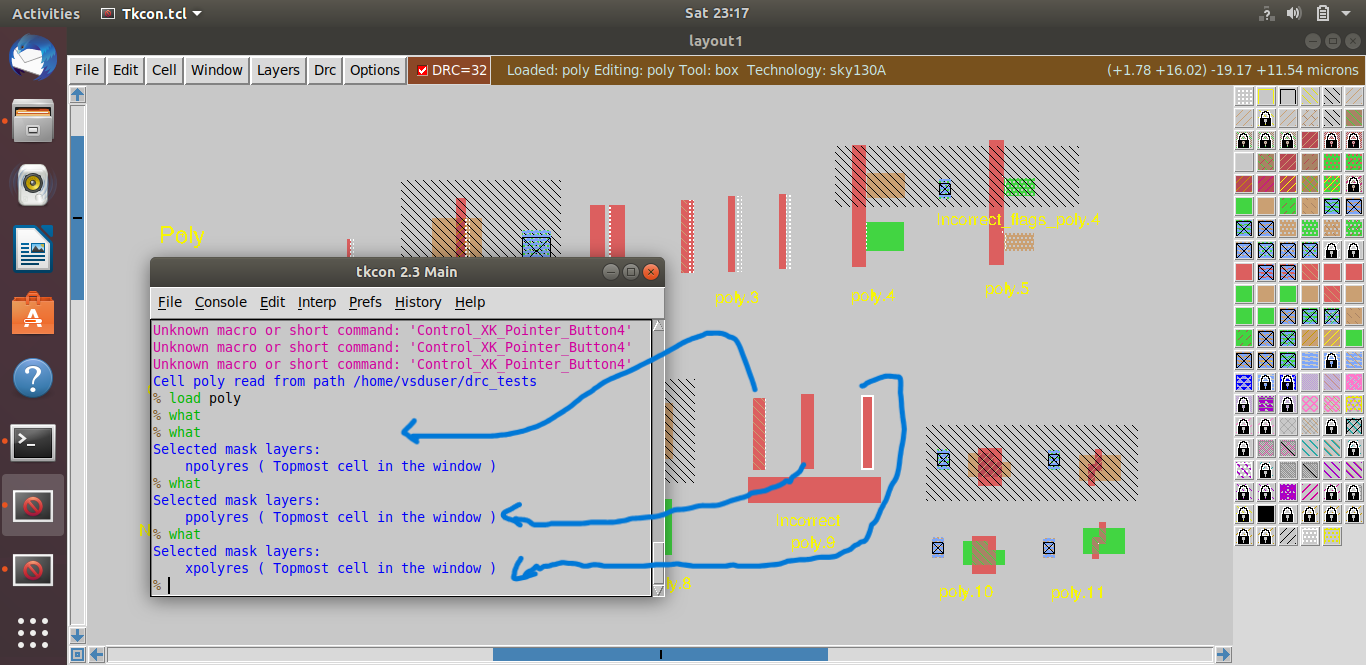 Activities Tkcon.tcl Sat 23:17
layout1
File Edit Cell Window Layers Drc Options DRC=32 Loaded: poly Editing: poly Tool: box Technology: sky130A (+1.78 +16.02) -19.17 +11.54 microns
Poly
Incorrect_flags_poly.4
poly.3
poly.4
poly.5
tkcon 2.3 Main
File Console Edit Interp Prefs History Help
Unknown macro or short command: 'Control_XK_Pointer_Button4'
Unknown macro or short command: 'Control_XK_Pointer_Button4'
Unknown macro or short command: 'Control_XK_Pointer_Button4'
Cell poly read from path /home/vsduser/drc_tests
% load poly
% what
% what
Selected mask layers:
npolyres ( Topmost cell in the window )
% what
Selected mask layers:
ppolyres ( Topmost cell in the window )
% what
Selected mask layers:
xpolyres ( Topmost cell in the window )
%
Incorrect
poly.9
y.8
poly.10
poly.11